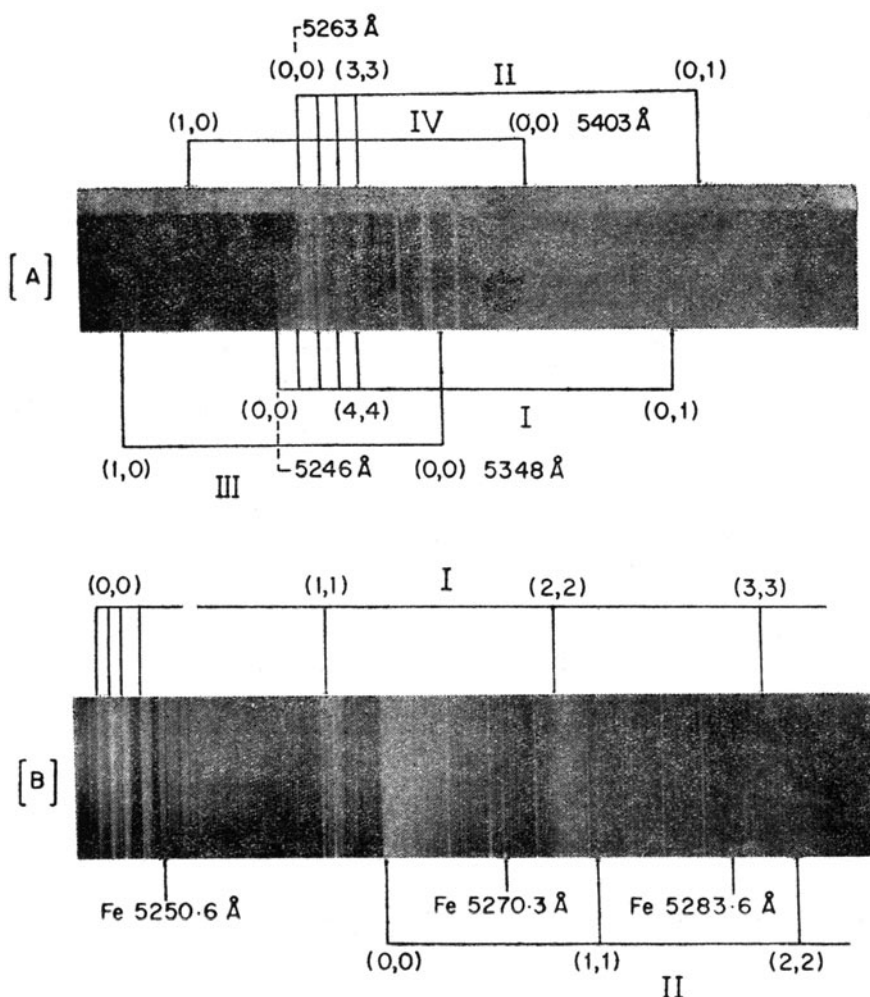 5263 Å
(0,0) (3,3) II (0,1)
(1,0) IV (0,0) 5403 Å
[A]
(0,0) (4,4) I (0,1)
(1,0) III 5246 Å (0,0) 5348 Å
(0,0) I (1,1) (2,2) (3,3)
[B]
Fe 5250·6 Å Fe 5270·3 Å Fe 5283·6 Å
(0,0) (1,1) (2,2)
II